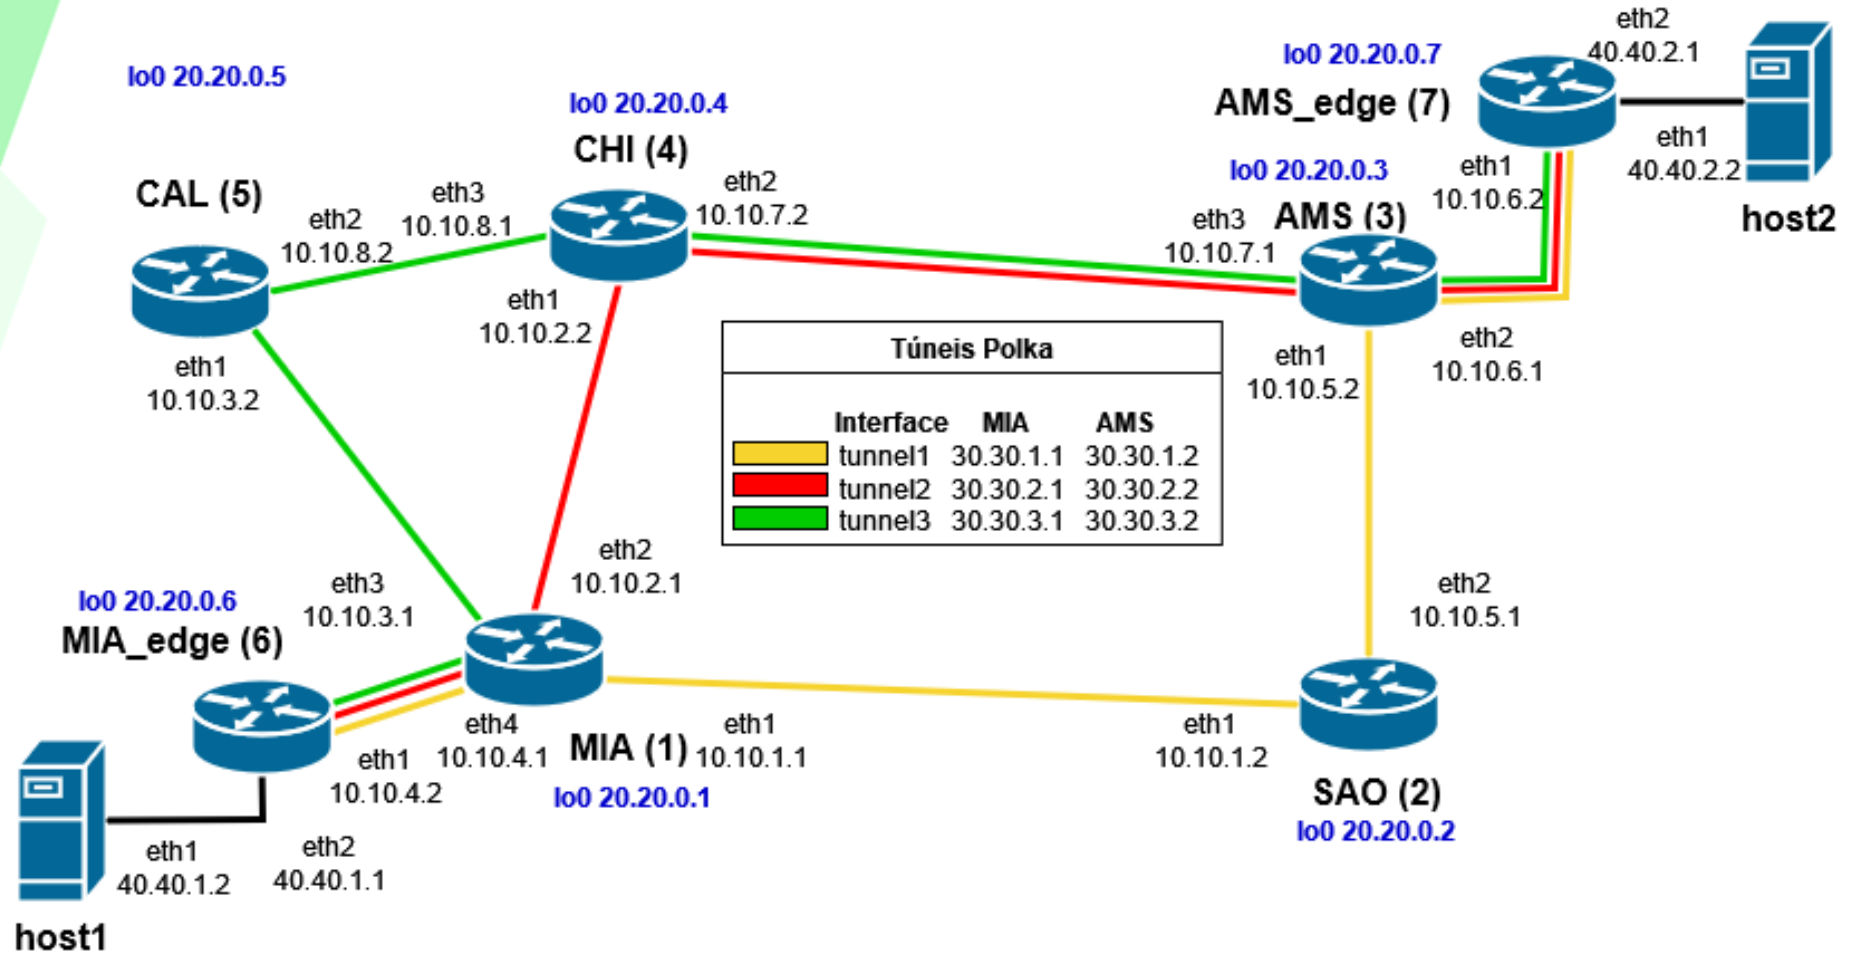 lo0 20.20.0.5
CAL (5)
eth2
10.10.8.2
eth3
10.10.8.1
eth1
10.10.3.2
lo0 20.20.0.4
CHI (4)
eth2
10.10.7.2
eth1
10.10.2.2
lo0 20.20.0.7
AMS_edge (7)
eth2
40.40.2.1
eth1
10.10.6.2
eth1
40.40.2.2
host2
lo0 20.20.0.3
AMS (3)
eth3
10.10.7.1
eth1
10.10.5.2
eth2
10.10.6.1
Túneis Polka
Interface MIA AMS
tunnel1 30.30.1.1 30.30.1.2
tunnel2 30.30.2.1 30.30.2.2
tunnel3 30.30.3.1 30.30.3.2
lo0 20.20.0.6
MIA_edge (6)
eth3
10.10.3.1
eth2
10.10.2.1
eth1
10.10.4.2
eth4
10.10.4.1
MIA (1)
lo0 20.20.0.1
eth1
10.10.1.1
eth1
10.10.1.2
eth2
10.10.5.1
SAO (2)
lo0 20.20.0.2
eth1
40.40.1.2
eth2
40.40.1.1
host1